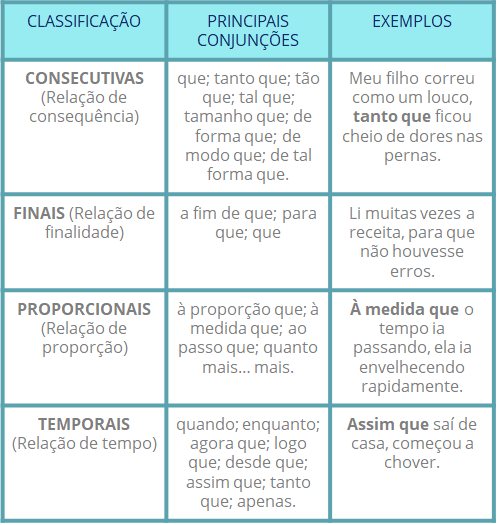 CLASSIFICAÇÃO
PRINCIPAIS
CONJUNÇÕES
EXEMPLOS
CONSECUTIVAS
(Relação de
consequência)
que; tanto que; tão
que; tal que;
tamanho que; de
forma que; de
modo que; de tal
forma que.
Meu filho correu
como um louco,
tanto que ficou
cheio de dores nas
pernas.
FINAIS (Relação de
finalidade)
a fim de que; para
que; que
Li muitas vezes a
receita, para que
não houvesse
erros.
PROPORCIONAIS
(Relação de
proporção)
à proporção que; à
medida que; ao
passo que; quanto
mais... mais.
À medida que o
tempo ia
passando, ela ia
envelhecendo
rapidamente.
TEMPORAIS
(Relação de tempo)
quando; enquanto;
agora que; logo
que; desde que;
assim que; tanto
que; apenas.
Assim que saí de
casa, começou a
chover.